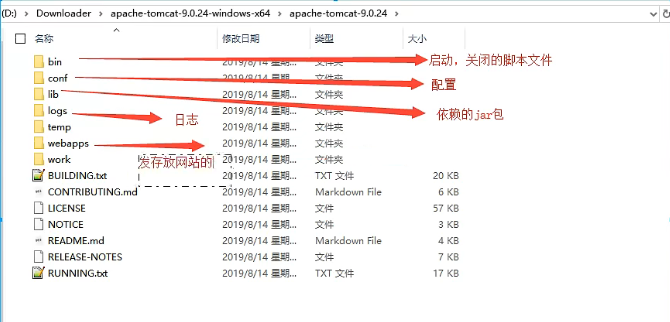 (D:) > Downloader > apache-tomcat-9.0.24-windows-x64 > apache-tomcat-9.0.24 >
名称 修改日期 类型 大小
bin 2019/8/14 星期... 文件夹 启动，关闭的脚本文件
conf 2019/8/14 星期... 文件夹 配置
lib 2019/8/14 星期... 文件夹 依赖的jar包
logs 日志 2019/8/14 星期... 文件夹
temp 2019/8/14 星期... 文件夹
webapps 2019/8/14 星期... 文件夹
work 发存放网站的 2019/8/14 星期... 文件夹
BUILDING.txt 2019/8/14 星期... TXT 文件 20 KB
CONTRIBUTING.md 2019/8/14 星期... Markdown File 6 KB
LICENSE 2019/8/14 星期... 文件 57 KB
NOTICE 2019/8/14 星期... 文件 3 KB
README.md 2019/8/14 星期... Markdown File 4 KB
RELEASE-NOTES 2019/8/14 星期... 文件 7 KB
RUNNING.txt 2019/8/14 星期... TXT 文件 17 KB